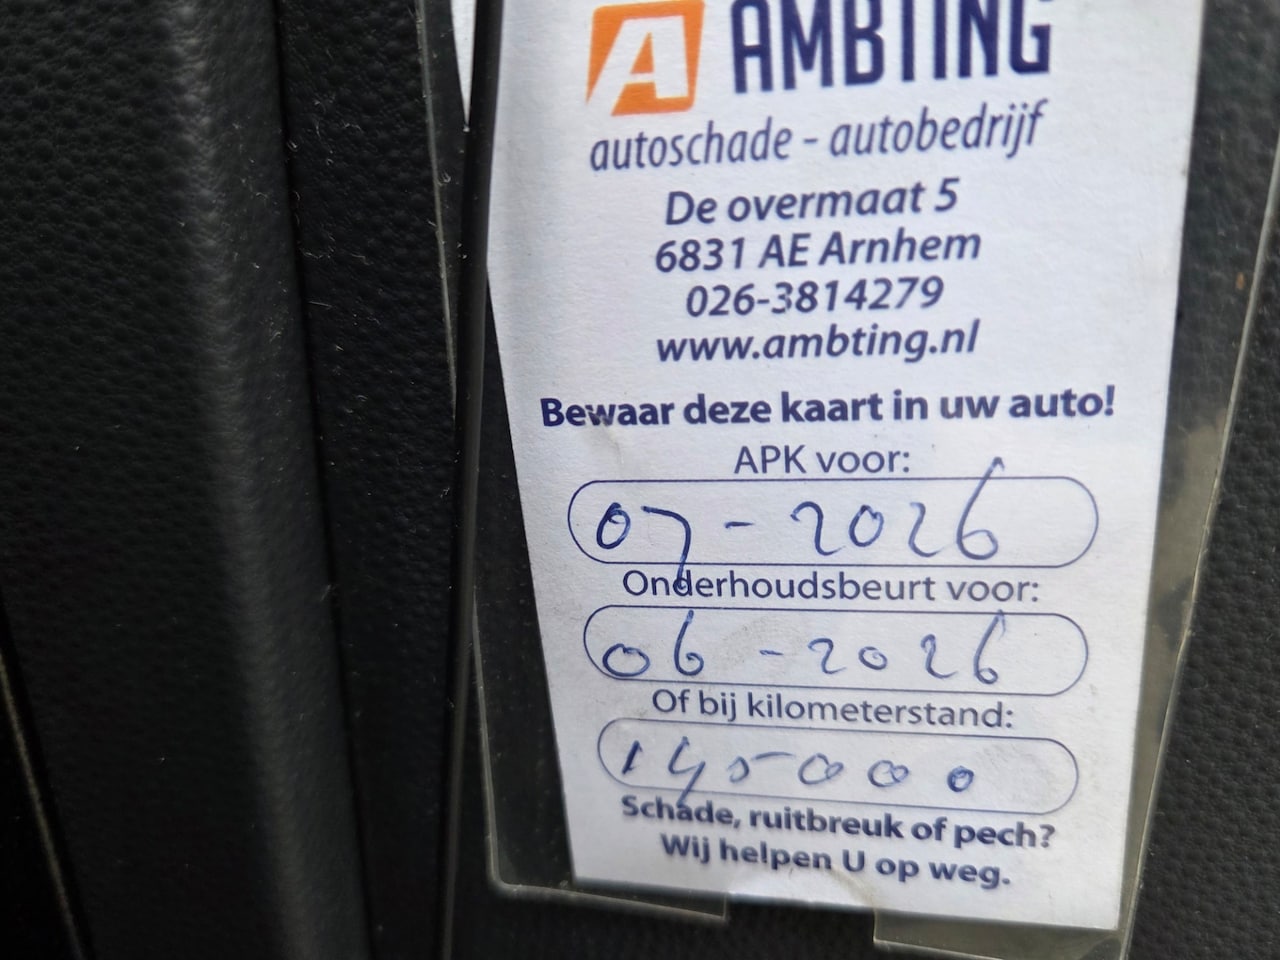 A AMBTING
autoschade - autobedrijf
De overmaat 5
6831 AE Arnhem
026-3814279
www.ambting.nl
Bewaar deze kaart in uw auto!
APK voor:
07-2026
Onderhoudsbeurt voor:
06-2026
Of bij kilometerstand:
145000
Schade, ruitbreuk of pech?
Wij helpen U op weg.